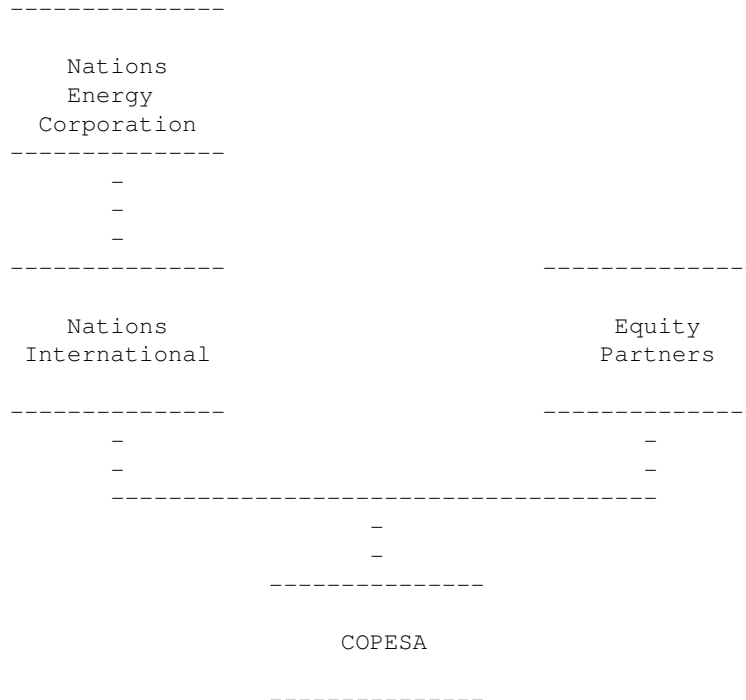 Nations
Energy
Corporation
Nations
International
Equity
Partners
COPESA